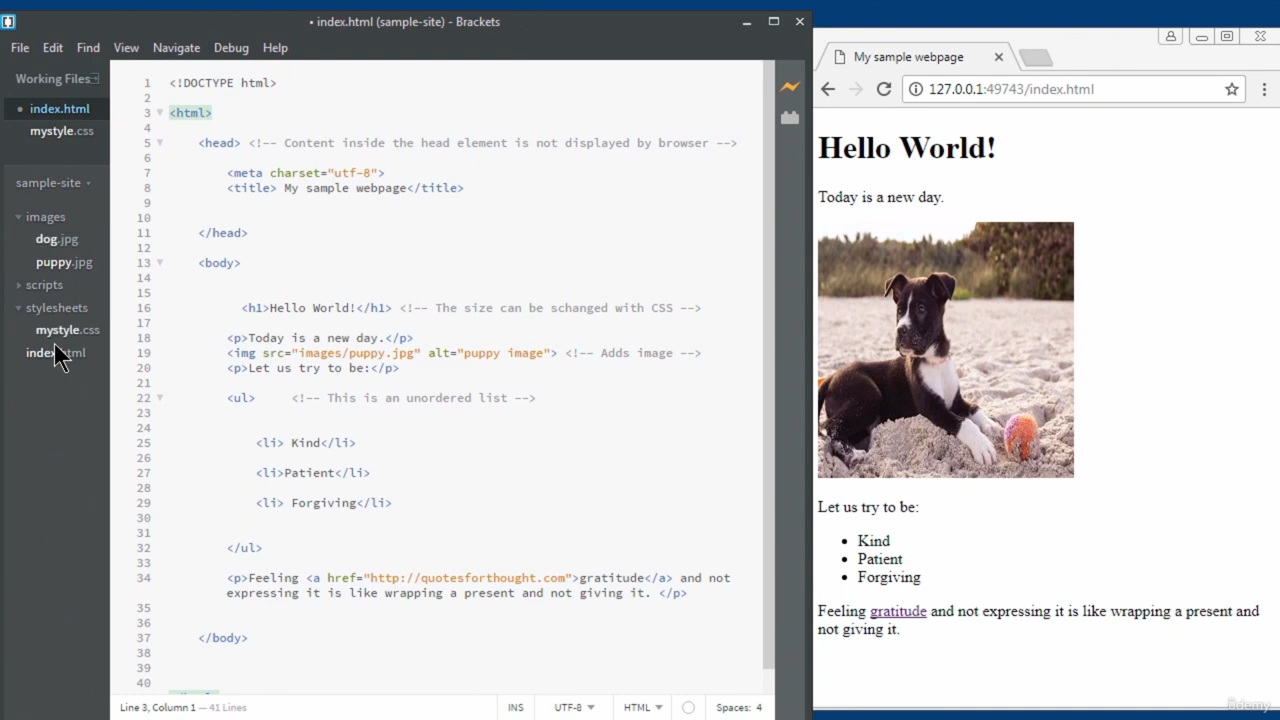 • index.html (sample-site) - Brackets
File Edit Find View Navigate Debug Help
Working Files
index.html
mystyle.css
sample-site
images
dog.jpg
puppy.jpg
scripts
stylesheets
mystyle.css
1 <!DOCTYPE html>
2
3 <html>
4
5 <head> <!-- Content inside the head element is not displayed by browser -->
6
7 <meta charset="utf-8">
8 <title> My sample webpage</title>
9
10
11 </head>
12
13 <body>
14
15
16 <h1>Hello World!</h1> <!-- The size can be schanged with CSS -->
17
18 <p>Today is a new day.</p>
19 <img src="images/puppy.jpg" alt="puppy image"> <!-- Adds image -->
20 <p>Let us try to be:</p>
21
22 <ul> <!-- This is an unordered list -->
23
24
25 <li> Kind</li>
26
27 <li>Patient</li>
28
29 <li> Forgiving</li>
30
31
32 </ul>
33
34 <p>Feeling <a href="http://quotesforthought.com">gratitude</a> and not
expressing it is like wrapping a present and not giving it. </p>
35
36
37 </body>
38
39
40
Line 3, Column 1 — 41 Lines
INS UTF-8 HTML Spaces: 4
My sample webpage
127.0.0.1:49743/index.html
Hello World!
Today is a new day.
Let us try to be:
• Kind
• Patient
• Forgiving
Feeling gratitude and not expressing it is like wrapping a present and
not giving it.
ûdemy